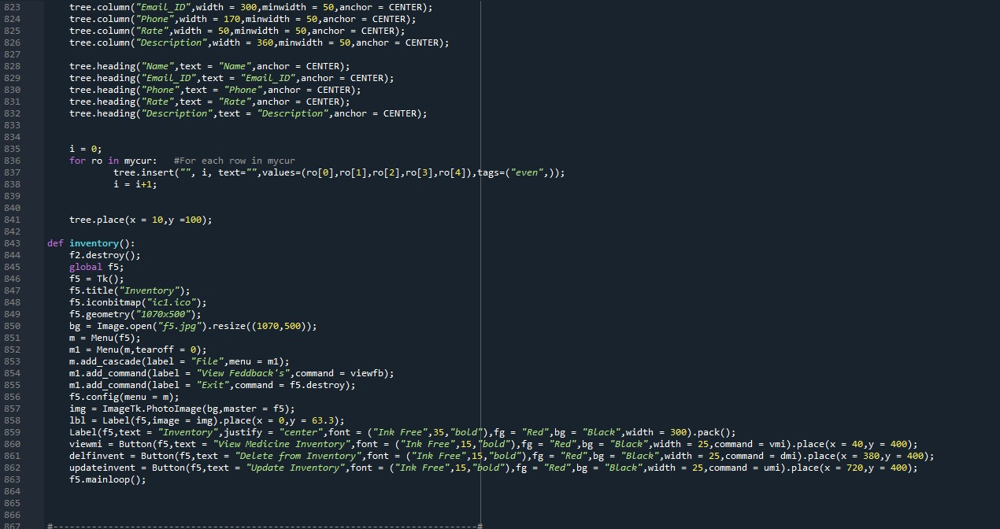 823 tree.column("Email_ID",width = 300,minwidth = 50,anchor = CENTER);
824 tree.column("Phone",width = 170,minwidth = 50,anchor = CENTER);
825 tree.column("Rate",width = 50,minwidth = 50,anchor = CENTER);
826 tree.column("Description",width = 360,minwidth = 50,anchor = CENTER);
827
828 tree.heading("Name",text = "Name",anchor = CENTER);
829 tree.heading("Email_ID",text = "Email_ID",anchor = CENTER);
830 tree.heading("Phone",text = "Phone",anchor = CENTER);
831 tree.heading("Rate",text = "Rate",anchor = CENTER);
832 tree.heading("Description",text = "Description",anchor = CENTER);
833
834
835 i = 0;
836 for ro in mycur: #For each row in mycur
837 tree.insert("", i, text="",values=(ro[0],ro[1],ro[2],ro[3],ro[4]),tags=("even",));
838 i = i+1;
839
840
841 tree.place(x = 10,y =100);
842
843 def inventory():
844 f2.destroy();
845 global f5;
846 f5 = Tk();
847 f5.title("Inventory");
848 f5.iconbitmap("ic1.ico");
849 f5.geometry("1070x500");
850 bg = Image.open("f5.jpg").resize((1070,500));
851 m = Menu(f5);
852 m1 = Menu(m,tearoff = 0);
853 m.add_cascade(label = "File",menu = m1);
854 m1.add_command(label = "View Feddback's",command = viewfb);
855 m1.add_command(label = "Exit",command = f5.destroy);
856 f5.config(menu = m);
857 img = ImageTk.PhotoImage(bg,master = f5);
858 lbl = Label(f5,image = img).place(x = 0,y = 63.3);
859 Label(f5,text = "Inventory",justify = "center",font = ("Ink Free",35,"bold"),fg = "Red",bg = "Black",width = 300).pack();
860 viewmi = Button(f5,text = "View Medicine Inventory",font = ("Ink Free",15,"bold"),fg = "Red",bg = "Black",width = 25,command = vmi).place(x = 40,y = 400);
861 delfinvent = Button(f5,text = "Delete from Inventory",font = ("Ink Free",15,"bold"),fg = "Red",bg = "Black",width = 25,command = dmi).place(x = 380,y = 400);
862 updateinvent = Button(f5,text = "Update Inventory",font = ("Ink Free",15,"bold"),fg = "Red",bg = "Black",width = 25,command = umi).place(x = 720,y = 400);
863 f5.mainloop();
864
865
866
867 #-----------------------------------------------------------------------------#